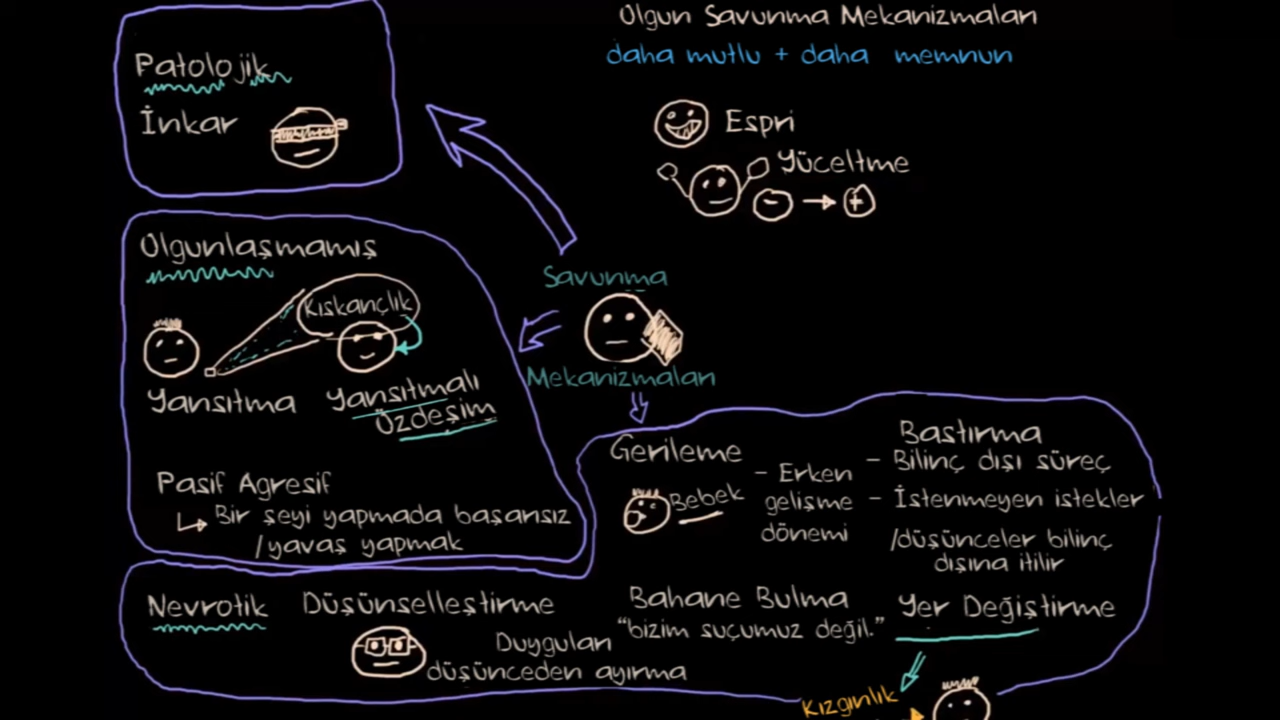 Patolojik
İnkar
Olgun Savunma Mekanizmaları
daha mutlu + daha memnun
Espri
Yüceltme
- → +
Savunma
Mekanizmaları
Olgunlaşmamış
Kıskançlık
Yansıtma
Yansıtmalı
Özdeşim
Pasif Agresif
↳ Bir şeyi yapmada başarısız
/yavaş yapmak
Gerileme
Bebek
- Erken
gelişme
dönemi
Bastırma
- Bilinç dışı süreç
- İstenmeyen istekler
/düşünceler bilinç
dışına itilir
Nevrotik
Düşünselleştirme
Duyguları
düşünceden ayırma
Bahane Bulma
"bizim suçumuz değil."
Yer Değiştirme
Kızgınlık